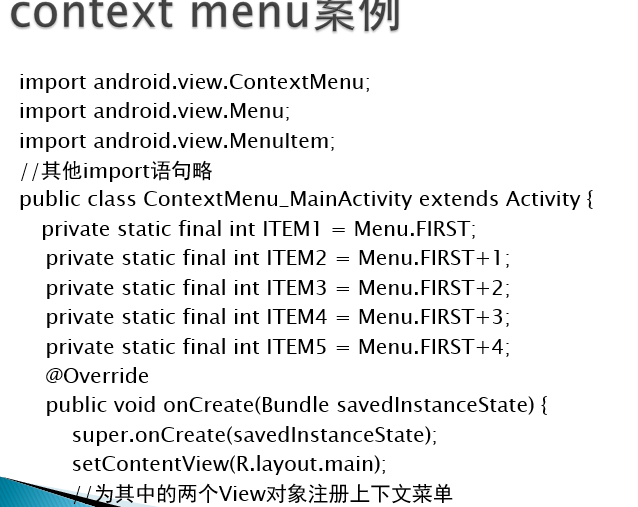 context menu案例
import android.view.ContextMenu;
import android.view.Menu;
import android.view.MenuItem;
//其他import语句略
public class ContextMenu_MainActivity extends Activity {
private static final int ITEM1 = Menu.FIRST;
private static final int ITEM2 = Menu.FIRST+1;
private static final int ITEM3 = Menu.FIRST+2;
private static final int ITEM4 = Menu.FIRST+3;
private static final int ITEM5 = Menu.FIRST+4;
@Override
public void onCreate(Bundle savedInstanceState) {
super.onCreate(savedInstanceState);
setContentView(R.layout.main);
//为其中的两个View对象注册上下文菜单